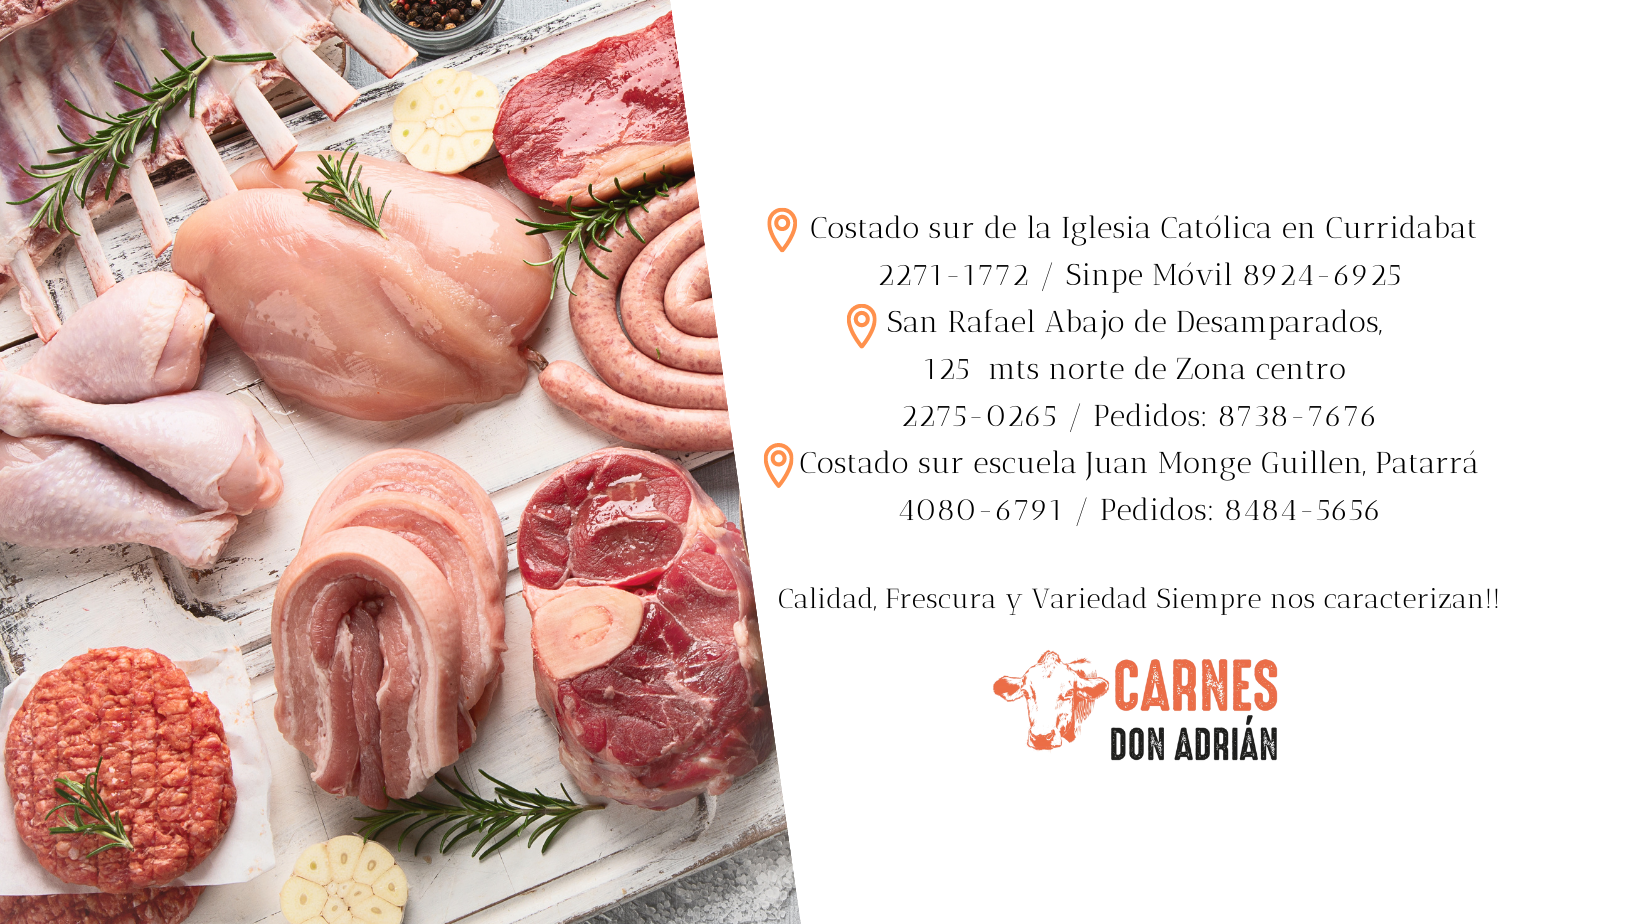 Costado sur de la Iglesia Católica en Curridabat
2271-1772 / Sinpe Móvil 8924-6925
San Rafael Abajo de Desamparados,
125 mts norte de Zona centro
2275-0265 / Pedidos: 8738-7676
Costado sur escuela Juan Monge Guillen, Patarrá
4080-6791 / Pedidos: 8484-5656
Calidad, Frescura y Variedad Siempre nos caracterizan!!
CARNES
DON ADRIÁN